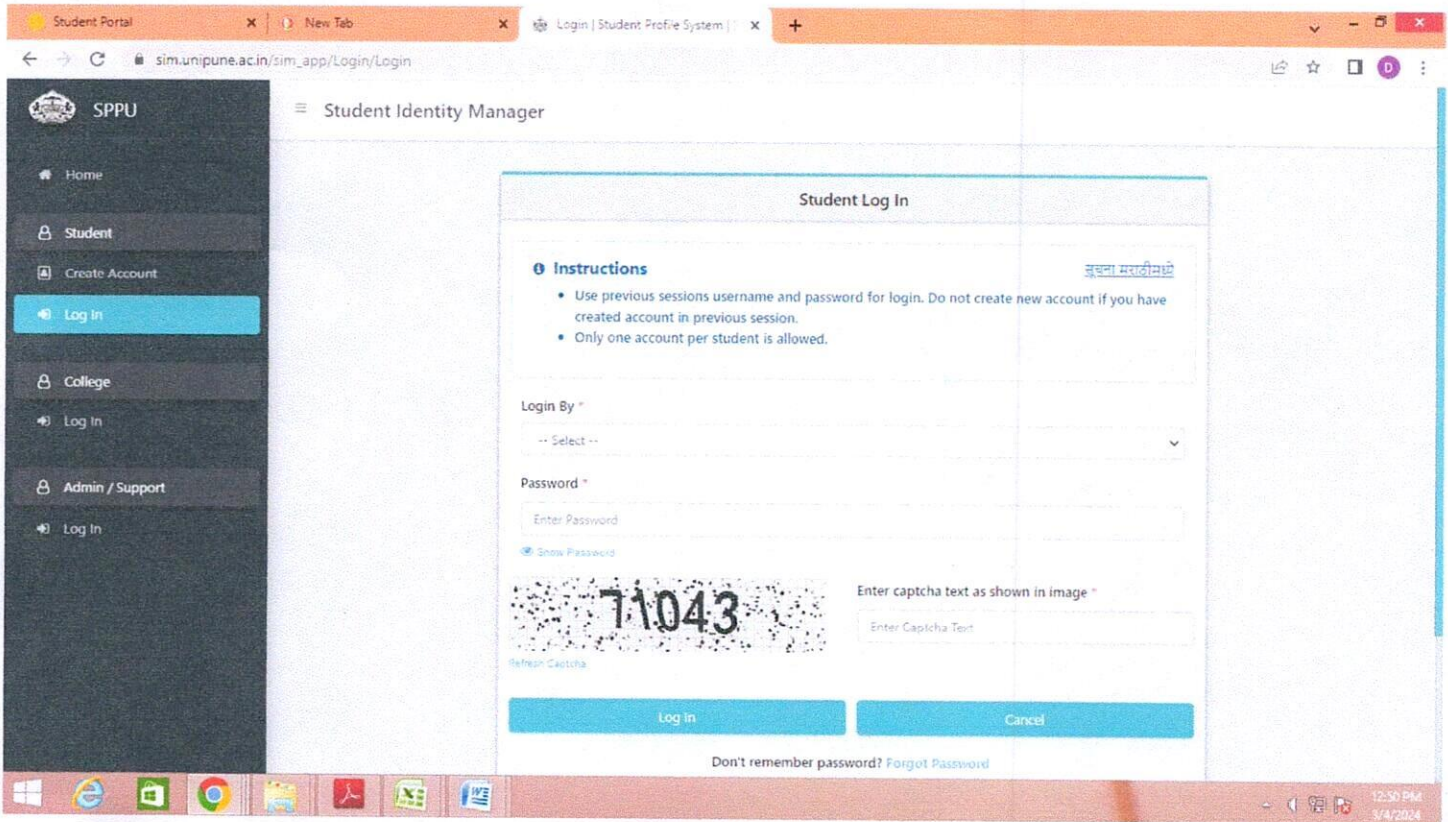 Student Portal
New Tab
Login | Student Profile System |
sim.unipune.ac.in/sim_app/Login/Login
D
SPPU
Student Identity Manager
Home
Student
Create Account
Log In
College
Log In
Admin / Support
Log In
Student Log In
Instructions
सूचना मराठीमध्ये
Use previous sessions username and password for login. Do not create new account if you have
created account in previous session.
Only one account per student is allowed.
Login By *
-- Select --
Password *
Enter Password
Show Password
71043
Refresh Captcha
Enter captcha text as shown in image *
Enter Captcha Text
Log In
Cancel
Don't remember password? Forgot Password
12:50 PM
3/4/2024